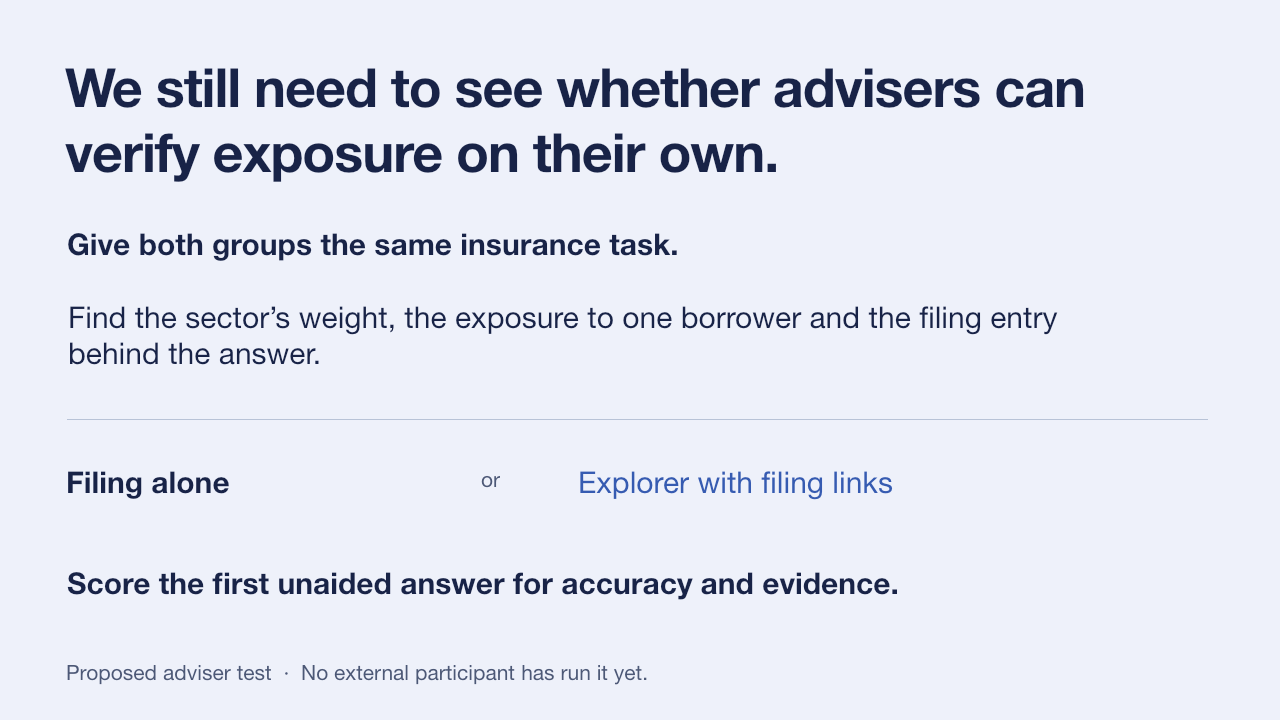 We still need to see whether advisers can
verify exposure on their own.
Give both groups the same insurance task.
Find the sector’s weight, the exposure to one borrower and the filing entry
behind the answer.
Filing alone or Explorer with filing links
Score the first unaided answer for accuracy and evidence.
Proposed adviser test · No external participant has run it yet.